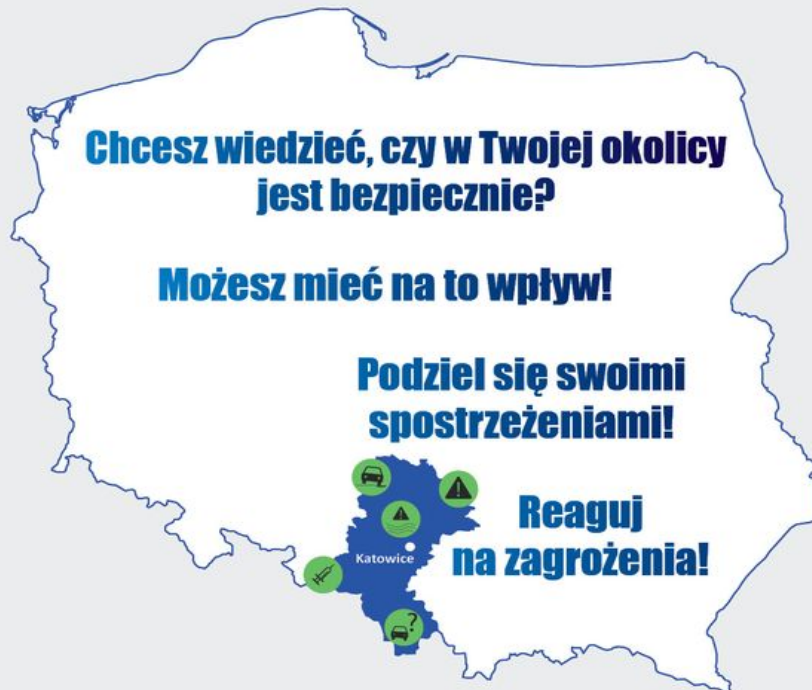 Chcesz wiedzieć, czy w Twojej okolicy
jest bezpiecznie?
Możesz mieć na to wpływ!
Podziel się swoimi
spostrzeżeniami!
Reaguj
na zagrożenia!
Katowice
?